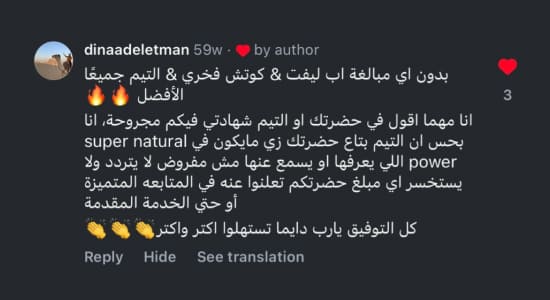 dinaadeletman 59w · ❤️ by author
بدون اي مبالغة اب ليفت & كوتش فخري & التيم جميعًا
الأفضل 🔥 🔥
3
انا مهما اقول في حضرتك او التيم شهادتي فيكم مجروحة، انا
بحس ان التيم بتاع حضرتك زي مايكون في super natural
power اللي يعرفها او يسمع عنها مش مفروض لا يتردد ولا
يستخسر اي مبلغ حضرتكم تعلنوا عنه في المتابعه المتميزة
أو حتي الخدمة المقدمة
كل التوفيق يارب دايما تستهلوا اكتر واكتر👏 👏 👏
Reply Hide See translation